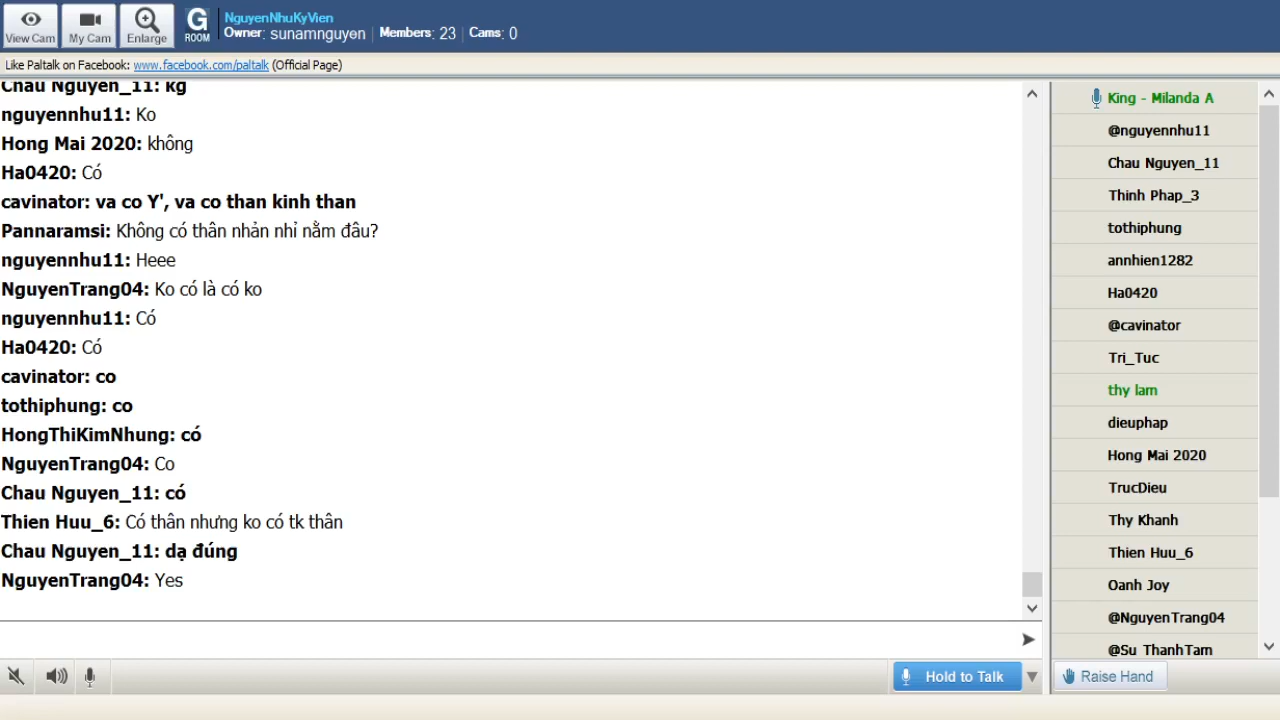 View Cam
My Cam
Enlarge
G
ROOM
NguyenNhuKyVien
Owner: sunamnguyen
Members: 23
Cams: 0
Like Paltalk on Facebook: www.facebook.com/paltalk (Official Page)
Chau Nguyen_11: kg
nguyennhu11: Ko
Hong Mai 2020: không
Ha0420: Có
cavinator: va co Y', va co than kinh than
Pannaramsi: Không có thân nhản nhỉ nằm đâu?
nguyennhu11: Heee
NguyenTrang04: Ko có là có ko
nguyennhu11: Có
Ha0420: Có
cavinator: co
tothiphung: co
HongThiKimNhung: có
NguyenTrang04: Co
Chau Nguyen_11: có
Thien Huu_6: Có thân nhưng ko có tk thân
Chau Nguyen_11: dạ đúng
NguyenTrang04: Yes
King - Milanda A
@nguyennhu11
Chau Nguyen_11
Thinh Phap_3
tothiphung
annhien1282
Ha0420
@cavinator
Tri_Tuc
thy lam
dieuphap
Hong Mai 2020
TrucDieu
Thy Khanh
Thien Huu_6
Oanh Joy
@NguyenTrang04
@Su ThanhTam
Hold to Talk
Raise Hand